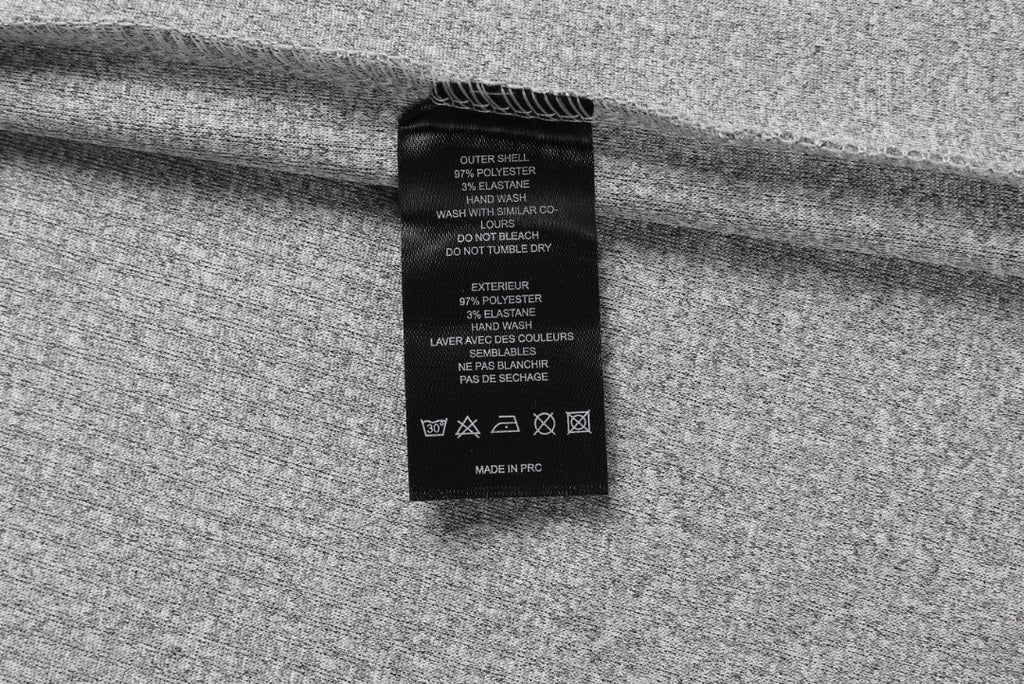 OUTER SHELL
97% POLYESTER
3% ELASTANE
HAND WASH
WASH WITH SIMILAR CO-
LOURS
DO NOT BLEACH
DO NOT TUMBLE DRY
EXTERIEUR
97% POLYESTER
3% ELASTANE
HAND WASH
LAVER AVEC DES COULEURS
SEMBLABLES
NE PAS BLANCHIR
PAS DE SECHAGE
30°
MADE IN PRC